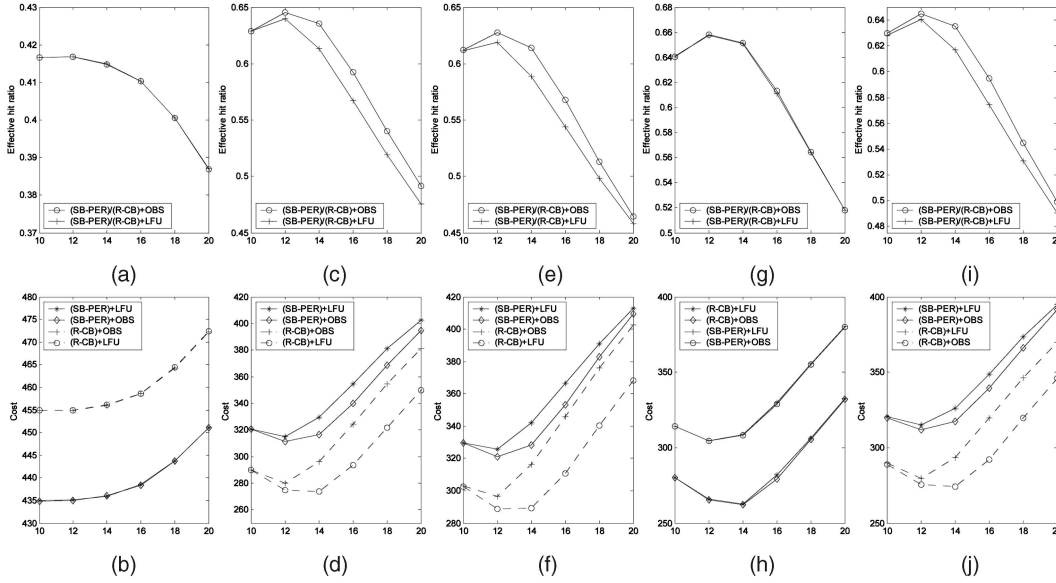 0.43
0.42
0.41
0.4
0.39
0.38
0.37
Effective hit ratio
(SB-PER)/(R-CB)+OBS
(SB-PER)/(R-CB)+LFU
10 12 14 16 18 20
(a)
0.65
0.6
0.55
0.5
0.45
Effective hit ratio
(SB-PER)/(R-CB)+OBS
(SB-PER)/(R-CB)+LFU
10 12 14 16 18 20
(c)
0.65
0.6
0.55
0.5
0.45
Effective hit ratio
(SB-PER)/(R-CB)+OBS
(SB-PER)/(R-CB)+LFU
10 12 14 16 18 20
(e)
0.68
0.66
0.64
0.62
0.6
0.58
0.56
0.54
0.52
0.5
Effective hit ratio
(SB-PER)/(R-CB)+OBS
(SB-PER)/(R-CB)+LFU
10 12 14 16 18 20
(g)
0.64
0.62
0.6
0.58
0.56
0.54
0.52
0.5
0.48
Effective hit ratio
(SB-PER)/(R-CB)+OBS
(SB-PER)/(R-CB)+LFU
10 12 14 16 18
(i)
480
475
470
465
460
455
450
445
440
435
430
Cost
(SB-PER)+LFU
(SB-PER)+OBS
(R-CB)+OBS
(R-CB)+LFU
10 12 14 16 18 20
(b)
420
400
380
360
340
320
300
280
260
Cost
(SB-PER)+LFU
(SB-PER)+OBS
(R-CB)+OBS
(R-CB)+LFU
10 12 14 16 18 20
(d)
420
400
380
360
340
320
300
280
Cost
(SB-PER)+LFU
(SB-PER)+OBS
(R-CB)+OBS
(R-CB)+LFU
10 12 14 16 18 20
(f)
400
350
300
250
Cost
(R-CB)+LFU
(R-CB)+OBS
(SB-PER)+LFU
(SB-PER)+OBS
10 12 14 16 18 20
(h)
400
350
300
250
Cost
(SB-PER)+LFU
(SB-PER)+OBS
(R-CB)+LFU
(R-CB)+OBS
10 12 14 16 18
(j)